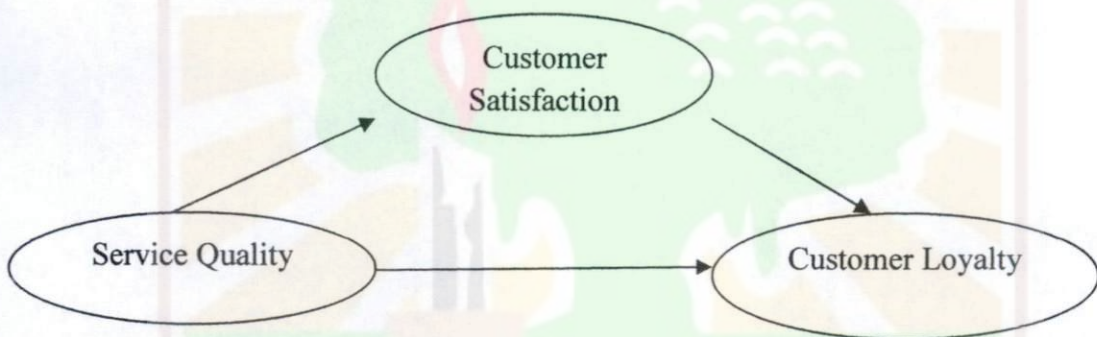 Customer
Satisfaction
Service Quality
Customer Loyalty